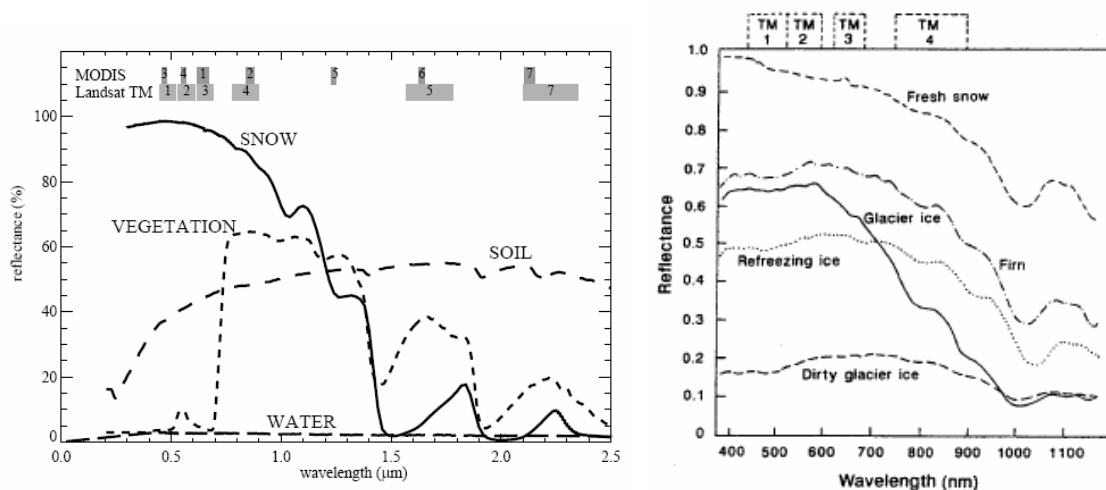 MODIS 3 4 1 2 5 6 7
Landsat TM 1 2 3 4 5 7
100
80
60
40
20
0
reflectance (%)
SNOW
VEGETATION
SOIL
WATER
0.0 0.5 1.0 1.5 2.0 2.5
wavelength (μm)
TM TM TM TM
1 2 3 4
1.0
0.9
0.8
0.7
0.6
0.5
0.4
0.3
0.2
0.1
0
Reflectance
Fresh snow
Glacier ice
Refreezing ice
Firn
Dirty glacier ice
400 500 600 700 800 900 1000 1100
Wavelength (nm)